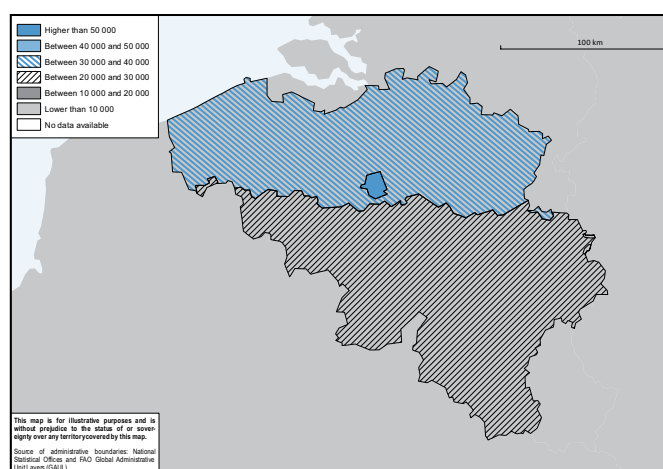 Higher than 50 000
Between 40 000 and 50 000
Between 30 000 and 40 000
Between 20 000 and 30 000
Between 10 000 and 20 000
Lower than 10 000
No data available
100 km
This map is for illustrative purposes and is
without prejudice to the status of or sover-
eignty over any territory covered by this map.
Source of administrative boundaries: National
Statistical Offices and FAO Global Administrative
Unit Layers (GAUL)